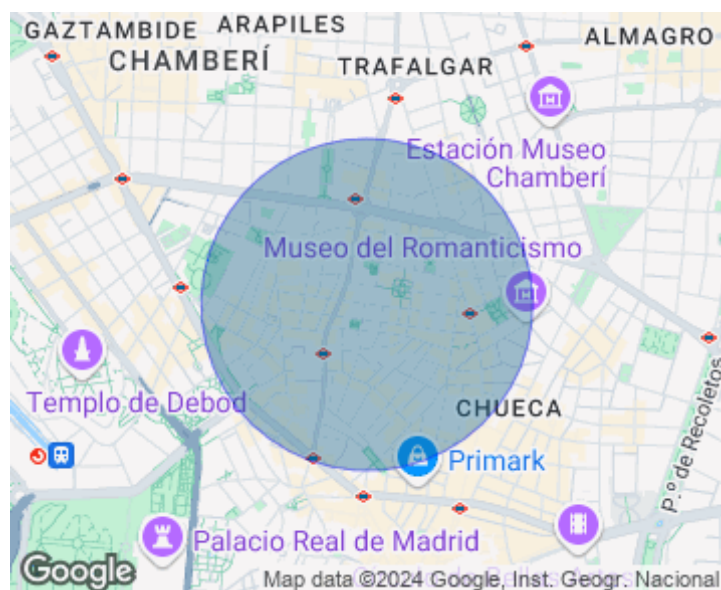 GAZTAMBIDE
ARAPILES
CHAMBERÍ
TRAFALGAR
ALMAGRO
Estación Museo
Chamberí
Museo del Romanticismo
Templo de Debod
CHUECA
Primark
P.º de Recoletos
Palacio Real de Madrid
Google
Map data ©2024 Google, Inst. Geogr. Nacional